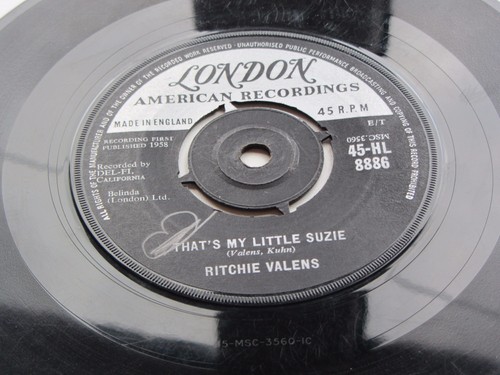 ALL RIGHTS OF THE MANUFACTURER AND OF THE OWNER OF THE RECORDED WORK RESERVED · UNAUTHORISED PUBLIC PERFORMANCE BROADCASTING AND COPYING OF THIS RECORD PROHIBITED
LONDON
AMERICAN RECORDINGS
MADE IN ENGLAND
45 R.P.M
RECORDING FIRST
PUBLISHED 1958
E/T
MSC.3560
45-HL
8886
Recorded by
DEL-FI,
CALIFORNIA
Belinda
(London) Ltd.
THAT'S MY LITTLE SUZIE
(Valens, Kuhn)
RITCHIE VALENS
45-MSC-3560-1C